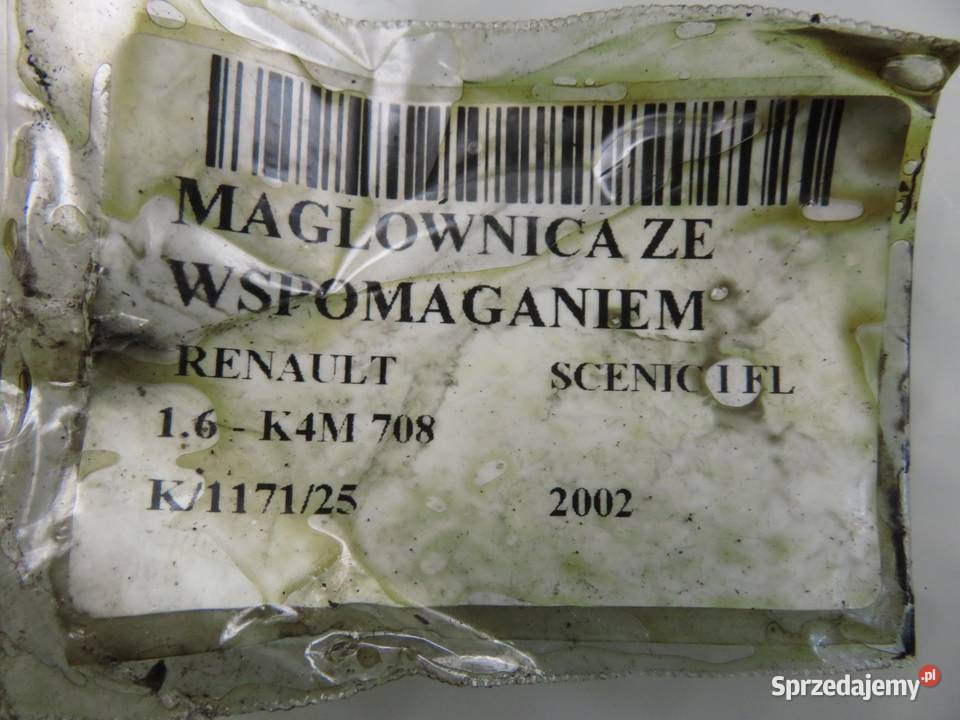 MAGLOWNICA ZE
WSPOMAGANIEM
RENAULT SCENIC I FL
1.6 - K4M 708
K/1171/25 2002
Sprzedajemy.pl